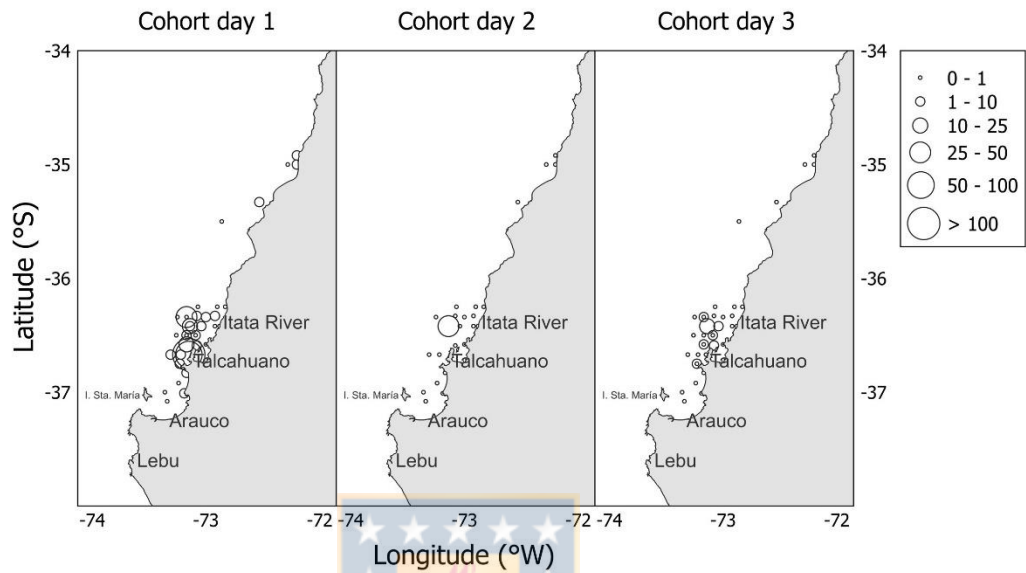 Cohort day 1 Cohort day 2 Cohort day 3
-34 -34
0 - 1
1 - 10
10 - 25
25 - 50
50 - 100
> 100
-35 -35
-36 -36
Latitude (°S)
Itata River Itata River Itata River
Talcahuano Talcahuano Talcahuano
-37 I. Sta. María I. Sta. María I. Sta. María -37
Arauco Arauco Arauco
Lebu Lebu Lebu
-74 -73 -72 -74 -73 -72 -74 -73 -72
Longitude (°W)